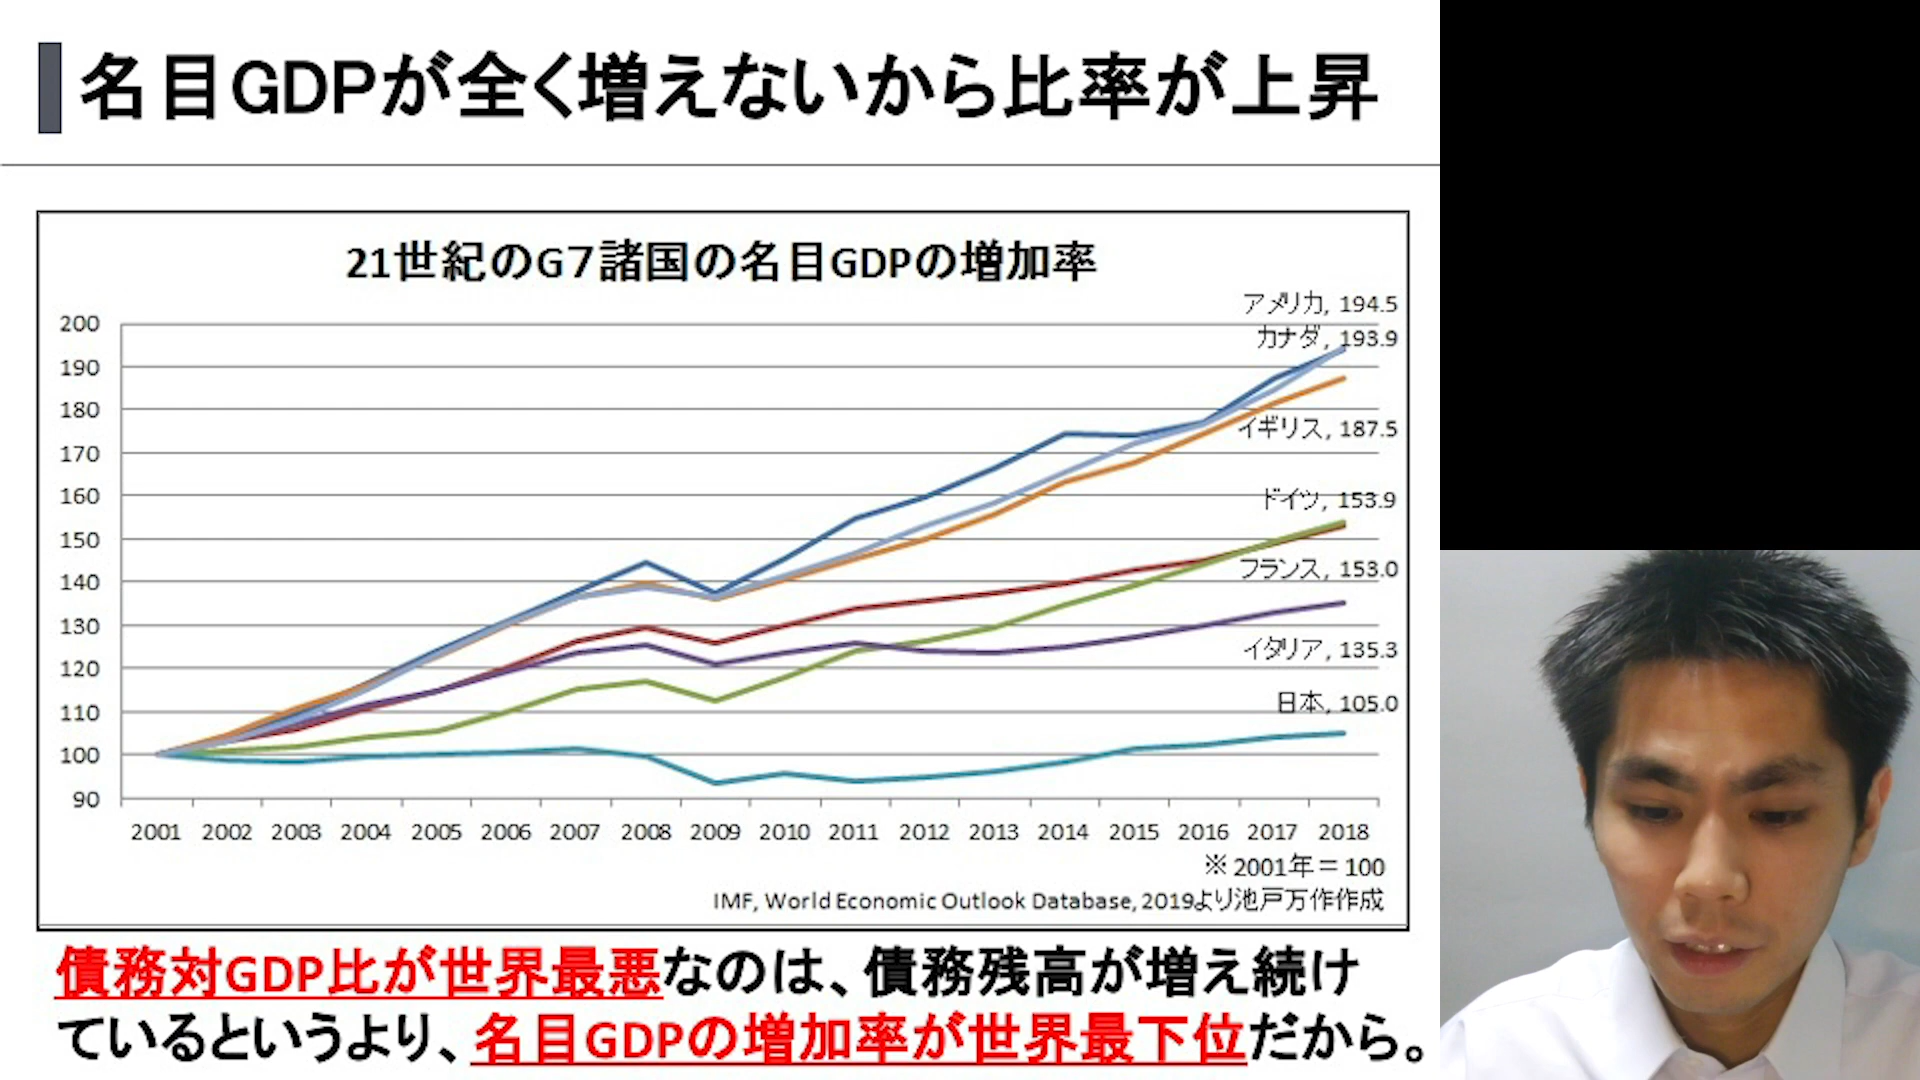 名目GDPが全く増えないから比率が上昇
21世紀のG7諸国の名目GDPの増加率
アメリカ, 194.5
カナダ, 193.9
イギリス, 187.5
ドイツ, 153.9
フランス, 153.0
イタリア, 135.3
日本, 105.0
200
190
180
170
160
150
140
130
120
110
100
90
2001 2002 2003 2004 2005 2006 2007 2008 2009 2010 2011 2012 2013 2014 2015 2016 2017 2018
※2001年＝100
IMF, World Economic Outlook Database, 2019より池戸万作作成
債務対GDP比が世界最悪なのは、債務残高が増え続け
ているというより、名目GDPの増加率が世界最下位だから。